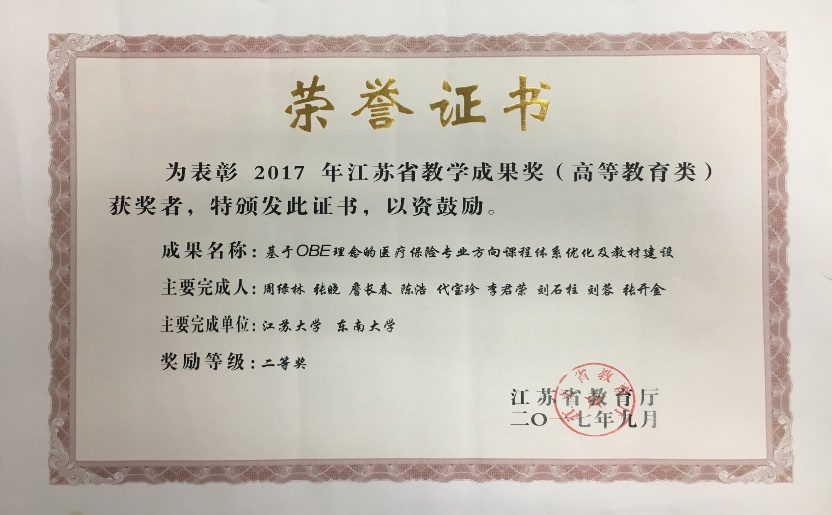 荣誉证书
为表彰 2017 年江苏省教学成果奖（高等教育类）
获奖者，特颁发此证书，以资鼓励。
成果名称：基于OBE理念的医疗保险专业方向课程体系优化及教材建设
主要完成人：周绿林 张晓 詹长春 陈浩 代宝珍 李君荣 刘石柱 刘蓉 张开金
主要完成单位：江苏大学 东南大学
奖励等级：二等奖
江苏省教育厅
二〇一七年九月